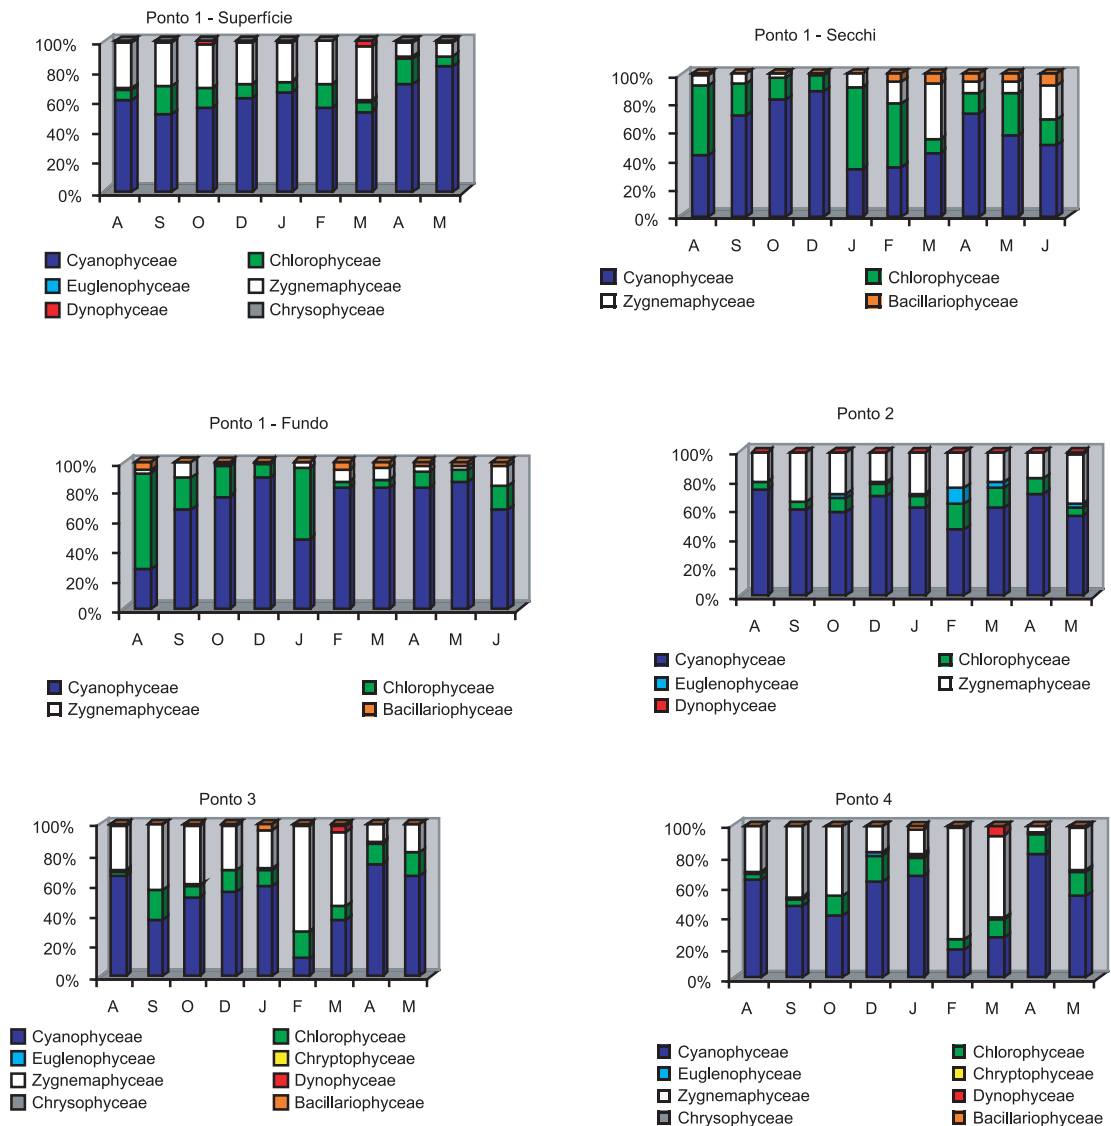 Ponto 1 - Superfície
100%
80%
60%
40%
20%
0%
A S O D J F M A M
Cyanophyceae Chlorophyceae
Euglenophyceae Zygnemaphyceae
Dynophyceae Chrysophyceae
Ponto 1 - Secchi
100%
80%
60%
40%
20%
0%
A S O D J F M A M J
Cyanophyceae Chlorophyceae
Zygnemaphyceae Bacillariophyceae
Ponto 1 - Fundo
100%
80%
60%
40%
20%
0%
A S O D J F M A M J
Cyanophyceae Chlorophyceae
Zygnemaphyceae Bacillariophyceae
Ponto 2
100%
80%
60%
40%
20%
0%
A S O D J F M A M
Cyanophyceae Chlorophyceae
Euglenophyceae Zygnemaphyceae
Dynophyceae
Ponto 3
100%
80%
60%
40%
20%
0%
A S O D J F M A M
Cyanophyceae Chlorophyceae
Euglenophyceae Chryptophyceae
Zygnemaphyceae Dynophyceae
Chrysophyceae Bacillariophyceae
Ponto 4
100%
80%
60%
40%
20%
0%
A S O D J F M A M
Cyanophyceae Chlorophyceae
Euglenophyceae Chryptophyceae
Zygnemaphyceae Dynophyceae
Chrysophyceae Bacillariophyceae